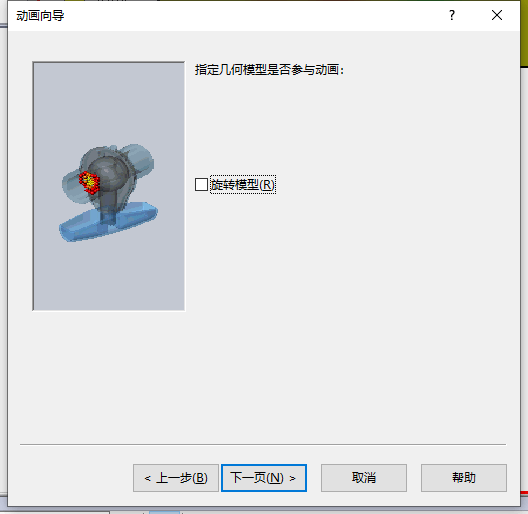 动画向导
?
指定几何模型是否参与动画：
旋转模型(R)
< 上一步(B)
下一页(N) >
取消
帮助